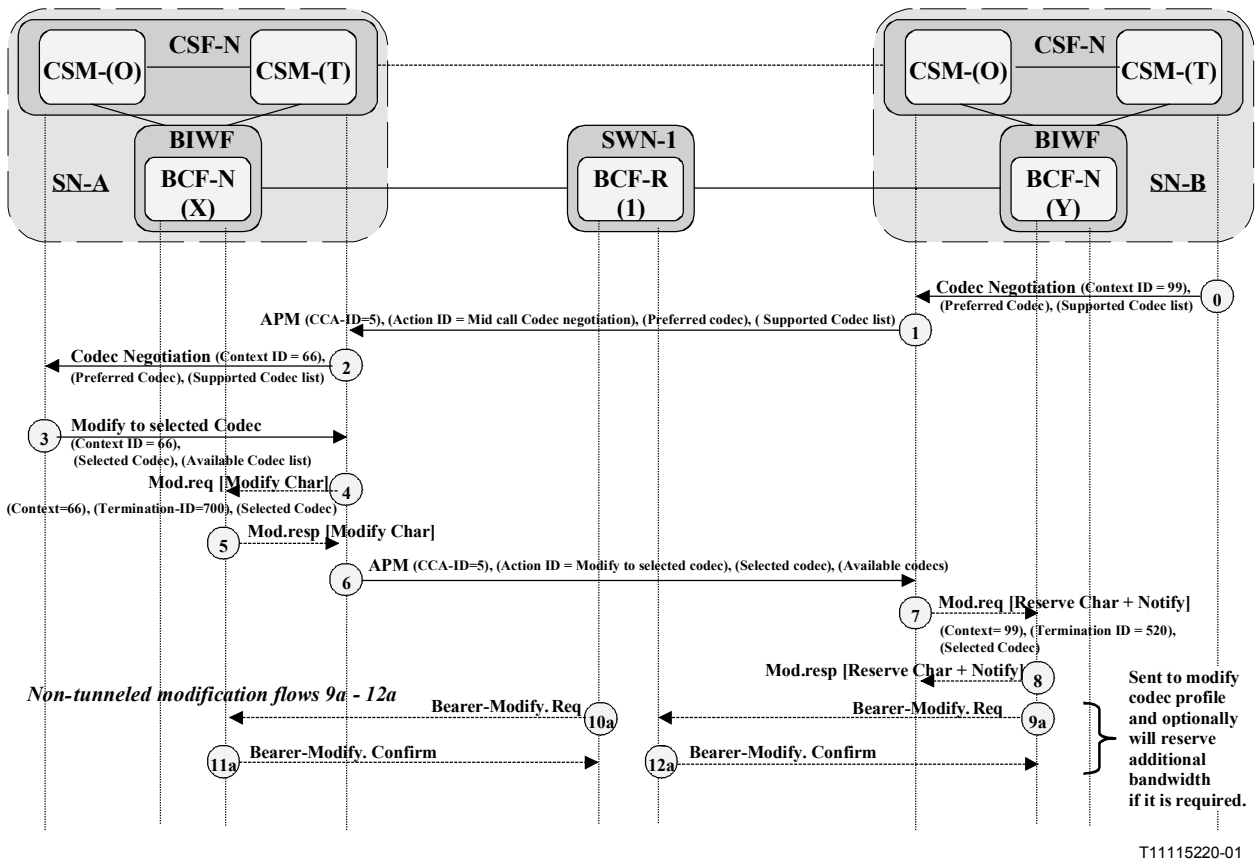 CSF-N
CSM-(O)
CSM-(T)
BIWF
BCF-N
(X)
SN-A
SWN-1
BCF-R
(1)
CSF-N
CSM-(O)
CSM-(T)
BIWF
BCF-N
(Y)
SN-B
Codec Negotiation (Context ID = 99),
(Preferred Codec), (Supported Codec list)
0
APM (CCA-ID=5), (Action ID = Mid call Codec negotiation), (Preferred codec), ( Supported Codec list)
1
Codec Negotiation (Context ID = 66),
(Preferred Codec), (Supported Codec list)
2
3
Modify to selected Codec
(Context ID = 66),
(Selected Codec), (Available Codec list)
Mod.req [Modify Char]
4
(Context=66), (Termination-ID=700), (Selected Codec)
5
Mod.resp [Modify Char]
6
APM (CCA-ID=5), (Action ID = Modify to selected codec), (Selected codec), (Available codecs)
7
Mod.req [Reserve Char + Notify]
(Context= 99), (Termination ID = 520),
(Selected Codec)
Mod.resp [Reserve Char + Notify]
8
Non-tunneled modification flows 9a - 12a
Bearer-Modify. Req
10a
Bearer-Modify. Req
9a
11a
Bearer-Modify. Confirm
12a
Bearer-Modify. Confirm
Sent to modify
codec profile
and optionally
will reserve
additional
bandwidth
if it is required.
T11115220-01